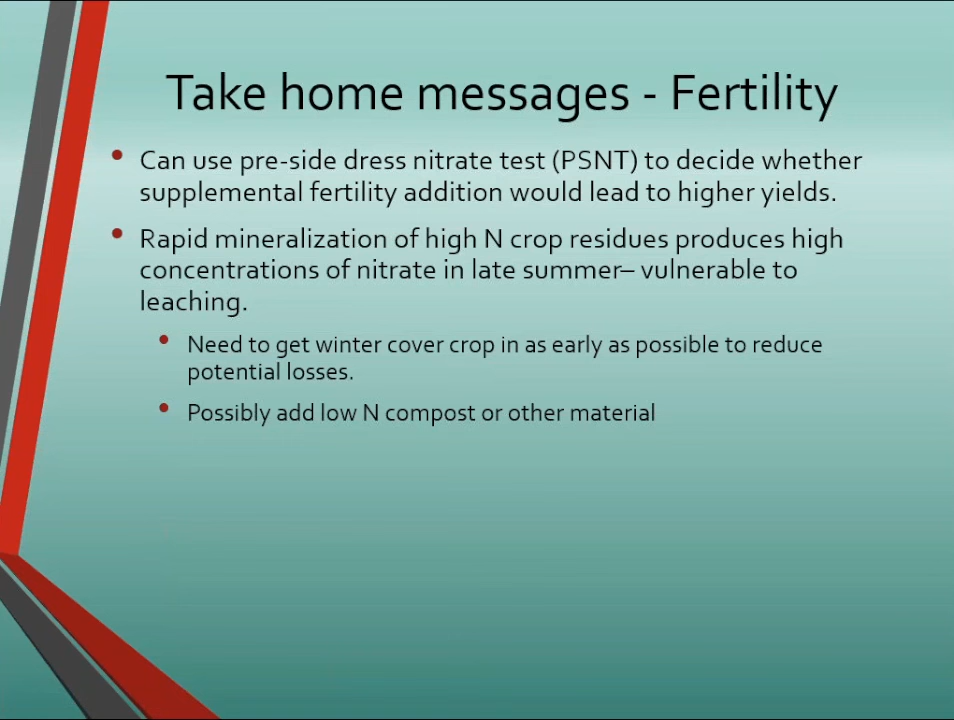 Take home messages - Fertility
• Can use pre-side dress nitrate test (PSNT) to decide whether
supplemental fertility addition would lead to higher yields.
• Rapid mineralization of high N crop residues produces high
concentrations of nitrate in late summer– vulnerable to
leaching.
• Need to get winter cover crop in as early as possible to reduce
potential losses.
• Possibly add low N compost or other material